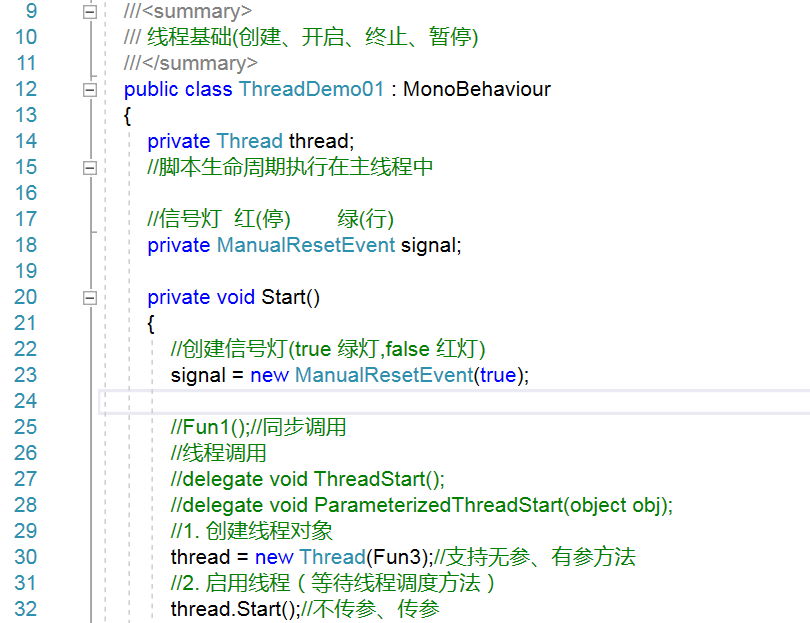 9 ///<summary>
10 /// 线程基础(创建、开启、终止、暂停)
11 ///</summary>
12 public class ThreadDemo01 : MonoBehaviour
13 {
14 private Thread thread;
15 //脚本生命周期执行在主线程中
16
17 //信号灯 红(停) 绿(行)
18 private ManualResetEvent signal;
19
20 private void Start()
21 {
22 //创建信号灯(true 绿灯,false 红灯)
23 signal = new ManualResetEvent(true);
24
25 //Fun1();//同步调用
26 //线程调用
27 //delegate void ThreadStart();
28 //delegate void ParameterizedThreadStart(object obj);
29 //1. 创建线程对象
30 thread = new Thread(Fun3);//支持无参、有参方法
31 //2. 启用线程（等待线程调度方法）
32 thread.Start();//不传参、传参